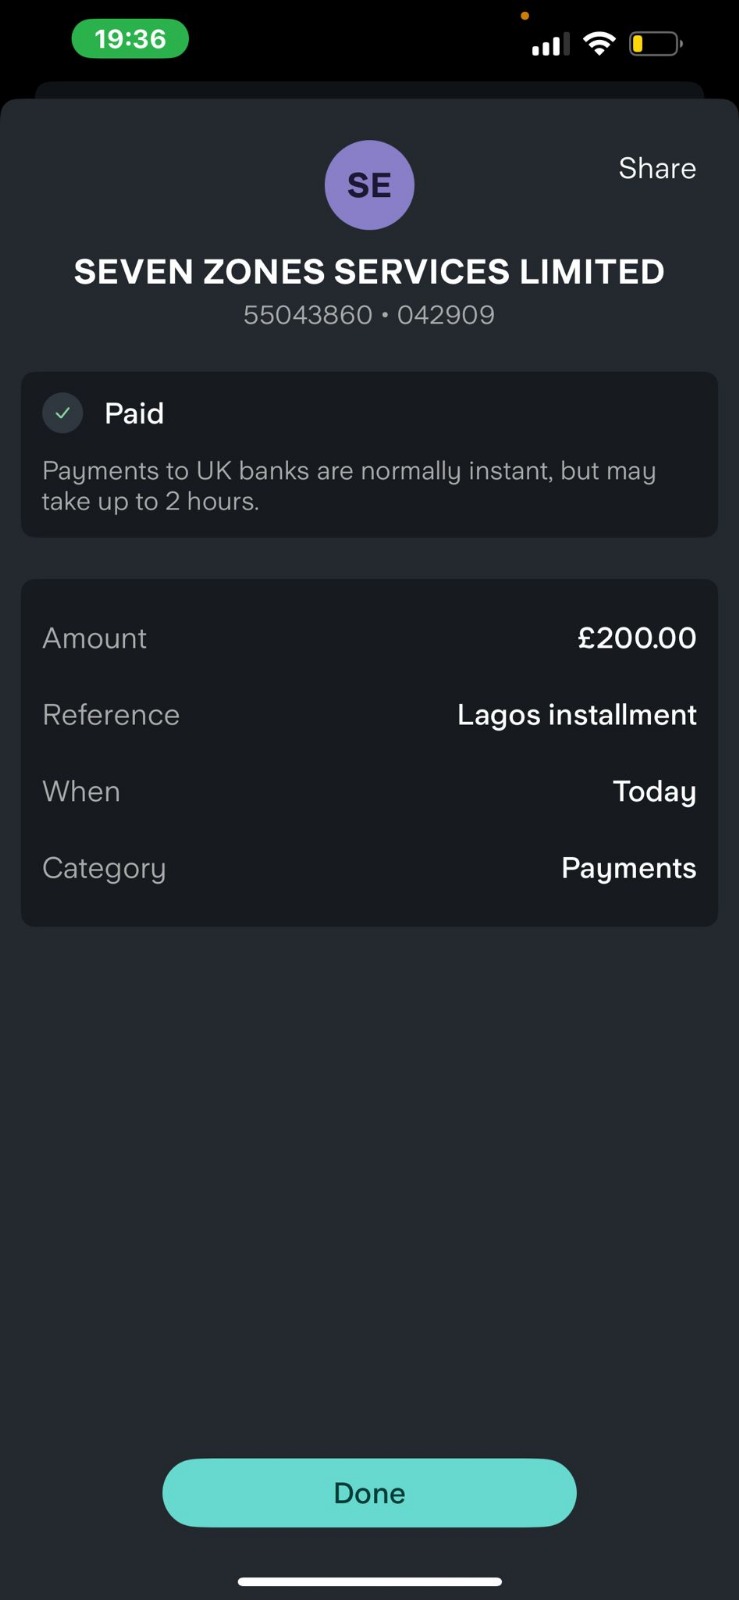 19:36
Share
SE
SEVEN ZONES SERVICES LIMITED
55043860 • 042909
Paid
Payments to UK banks are normally instant, but may
take up to 2 hours.
Amount £200.00
Reference Lagos installment
When Today
Category Payments
Done